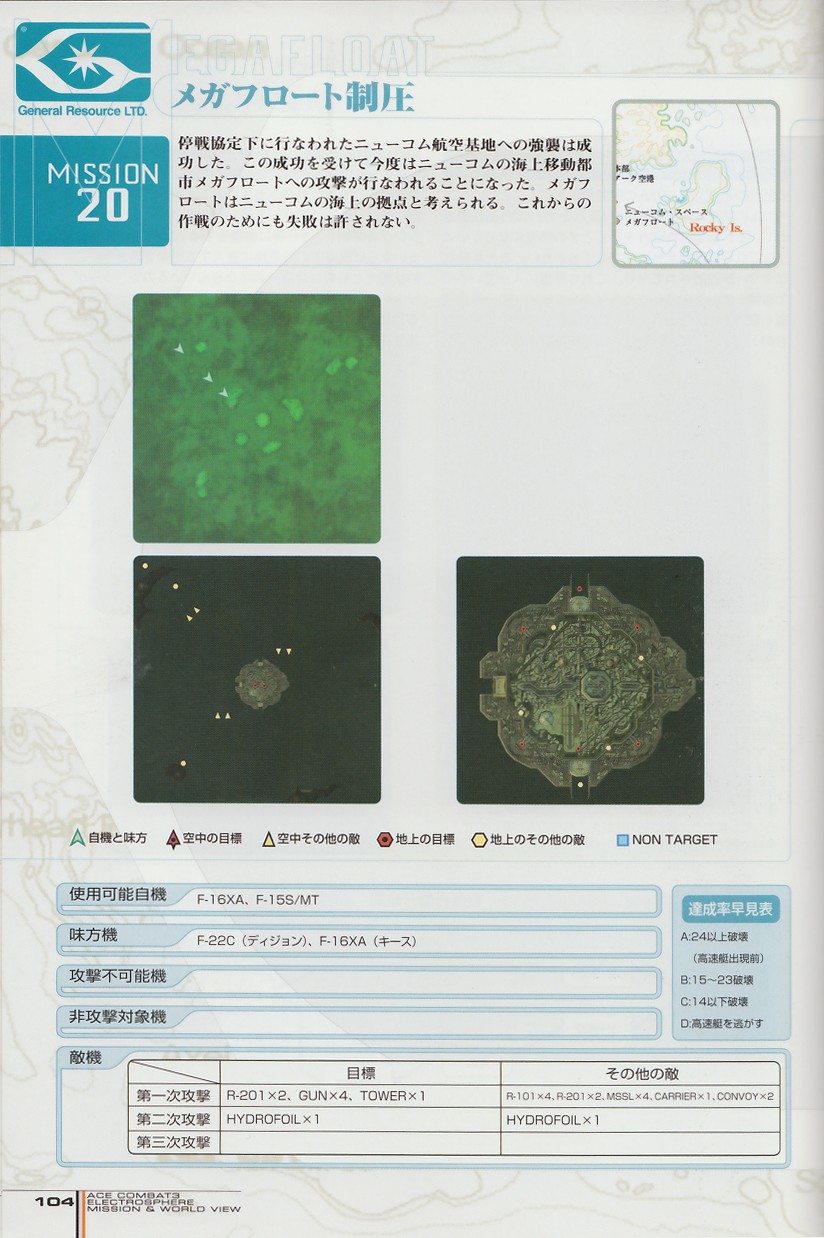 MEGAFLOAT
General Resource LTD.
メガフロート制圧
MISSION
20
停戦協定下に行なわれたニューコム航空基地への強襲は成
功した。この成功を受けて今度はニューコムの海上移動都
市メガフロートへの攻撃が行なわれることになった。メガフ
ロートはニューコムの海上の拠点と考えられる。これからの
作戦のためにも失敗は許されない。
本部
アーク空港
ニューコム・スペース
メガフロート
Rocky Is.
自機と味方 空中の目標 空中その他の敵 地上の目標 地上のその他の敵 NON TARGET
使用可能自機 F-16XA、F-15S/MT
味方機 F-22C（ディジョン）、F-16XA（キース）
攻撃不可能機
非攻撃対象機
達成率早見表
A:24以上破壊
（高速艇出現前）
B:15～23破壊
C:14以下破壊
D:高速艇を逃がす
敵機
目標 その他の敵
第一次攻撃 R-201×2、GUN×4、TOWER×1 R-101×4、R-201×2、MSSL×4、CARRIER×1、CONVOY×2
第二次攻撃 HYDROFOIL×1 HYDROFOIL×1
第三次攻撃
104
ACE COMBAT3
ELECTROSPHERE
MISSION & WORLD VIEW